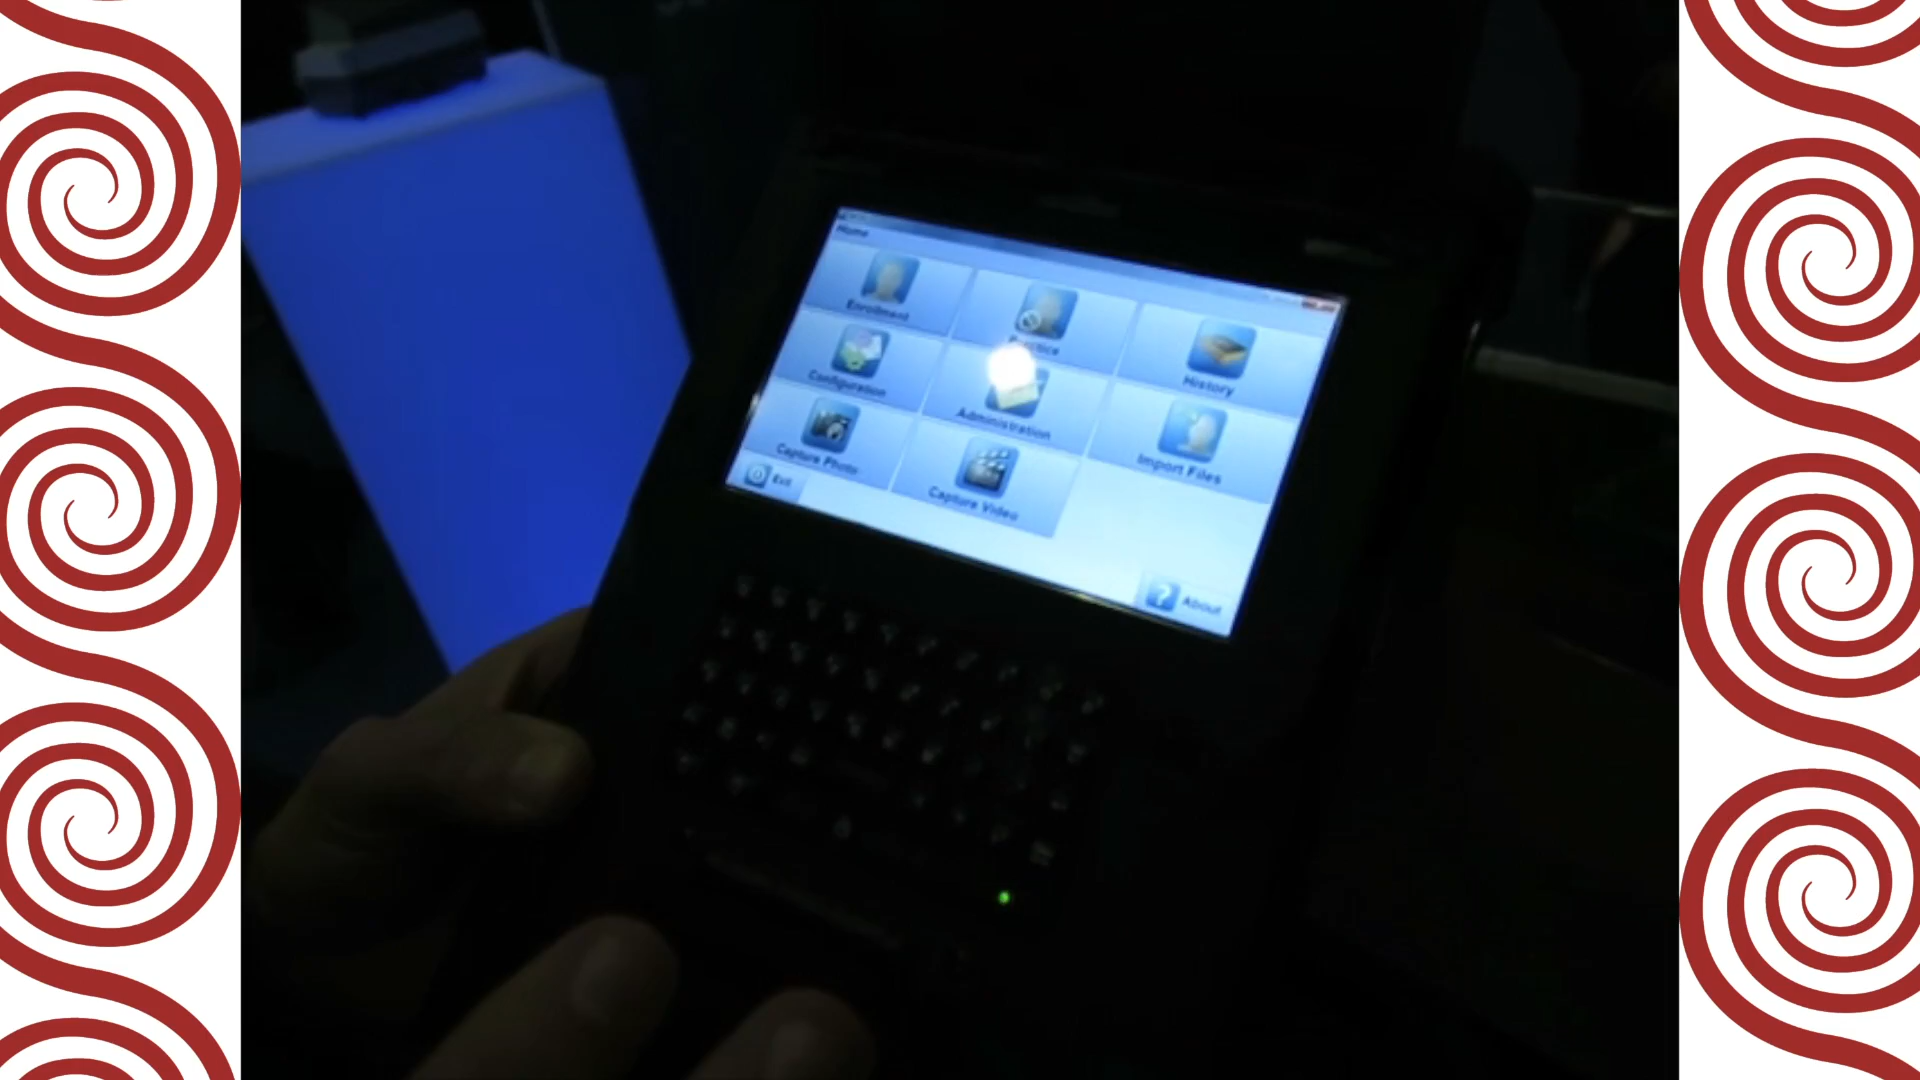 Home
Enrollment
History
Configuration
Administration
Import Files
Capture Photo
Capture Video
Exit
About